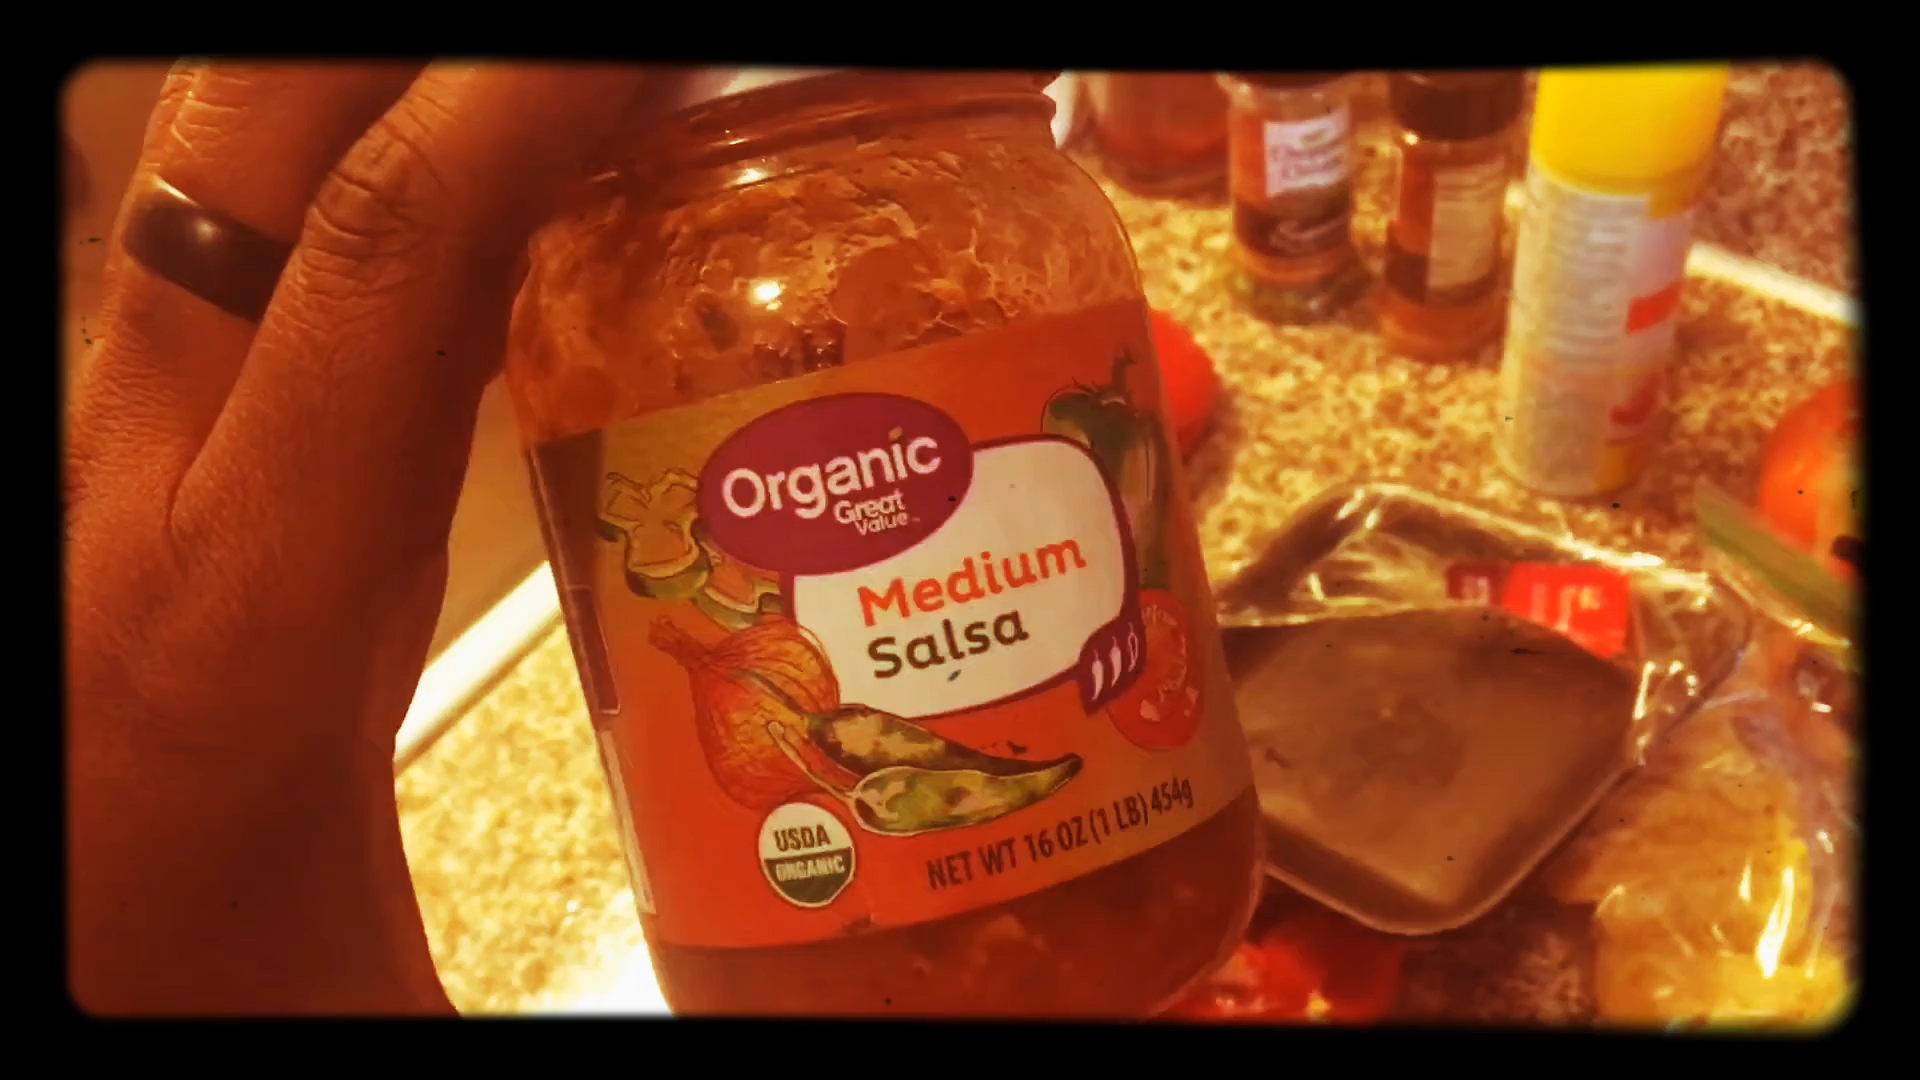 Organic
Great
Value
Medium
Salsa
USDA
ORGANIC
NET WT 16 OZ (1 LB) 454g